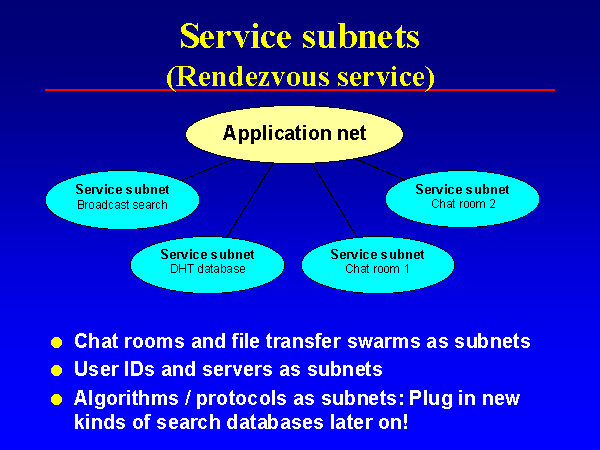 Service subnets
(Rendezvous service)
Application net
Service subnet
Broadcast search
Service subnet
Chat room 2
Service subnet
DHT database
Service subnet
Chat room 1
Chat rooms and file transfer swarms as subnets
User IDs and servers as subnets
Algorithms / protocols as subnets: Plug in new
kinds of search databases later on!